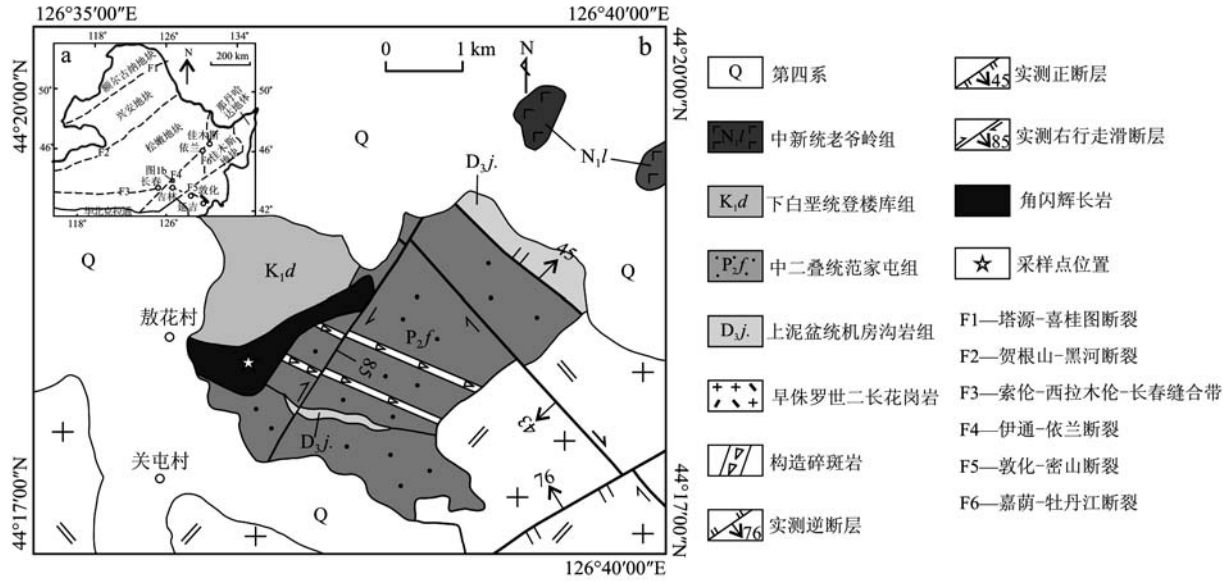 126°35′00″E
126°40′00″E
44°20′00″N
44°20′00″N
a
118°
126°
134°
200 km
N
50°
50°
46°
46°
42°
118°
126°
额尔古纳地块
F1
兴安地块
F2
松嫩地块
那丹哈
达地体
佳木斯
依兰
佳木斯
地块
F6
图1b
F4
长春
F3
吉林
F5
敦化
延吉
b
0
1 km
N
Q
N₁l
D₃j.
45
Q
Q
K₁d
P₂f
敖花村
85
43
D₃j.
76
关屯村
Q
44°17′00″N
44°17′00″N
126°40′00″E
Q 第四系
N₁l 中新统老爷岭组
K₁d 下白垩统登楼库组
P₂f 中二叠统范家屯组
D₃j. 上泥盆统机房沟岩组
早侏罗世二长花岗岩
构造碎斑岩
76 实测逆断层
45 实测正断层
85 实测右行走滑断层
角闪辉长岩
采样点位置
F1—塔源-喜桂图断裂
F2—贺根山-黑河断裂
F3—索伦-西拉木伦-长春缝合带
F4—伊通-依兰断裂
F5—敦化-密山断裂
F6—嘉荫-牡丹江断裂